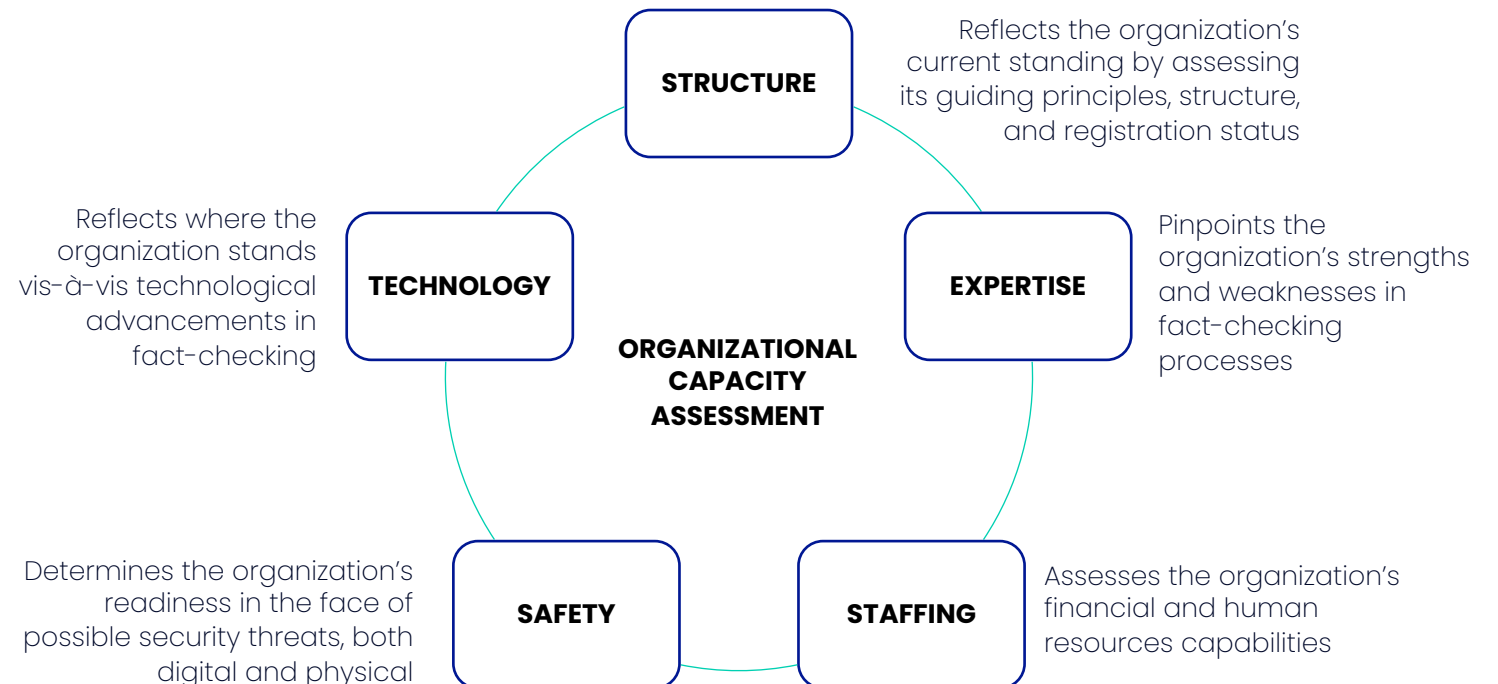 STRUCTURE
Reflects the organization's
current standing by assessing
its guiding principles, structure,
and registration status
Reflects where the
organization stands
vis-à-vis technological
advancements in
fact-checking
TECHNOLOGY
EXPERTISE
Pinpoints the
organization's strengths
and weaknesses in
fact-checking
processes
ORGANIZATIONAL
CAPACITY
ASSESSMENT
Determines the organization's
readiness in the face of
possible security threats, both
digital and physical
SAFETY
STAFFING
Assesses the organization's
financial and human
resources capabilities